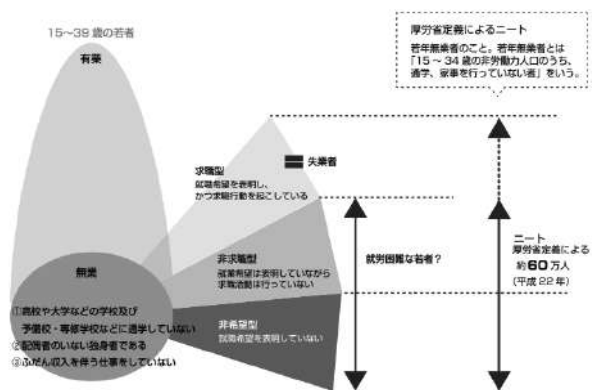 15～39 歳の若者
有業
厚労省定義によるニート
若年無業者のこと。若年無業者とは
「15 ～ 34 歳の非労働力人口のうち、
通学、家事を行っていない者」をいう。
失業者
求職型
就職希望を表明し、
かつ求職行動を起こしている
無業
①高校や大学などの学校及び
予備校・専修学校などに通学していない
②配偶者のいない独身者である
③ふだん収入を伴う仕事をしていない
非求職型
就業希望は表明していながら
求職活動は行っていない
非希望型
就職希望を表明していない
就労困難な若者？
ニート
厚労省定義による
約60万人
(平成 22 年)